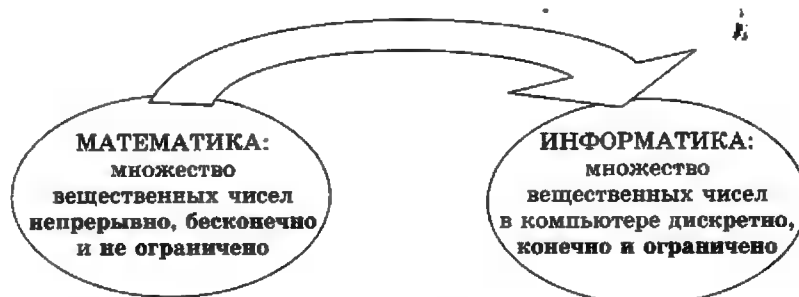 МАТЕМАТИКА:
множество
вещественных чисел
непрерывно, бесконечно
и не ограничено
ИНФОРМАТИКА:
множество
вещественных чисел
в компьютере дискретно,
конечно и ограничено